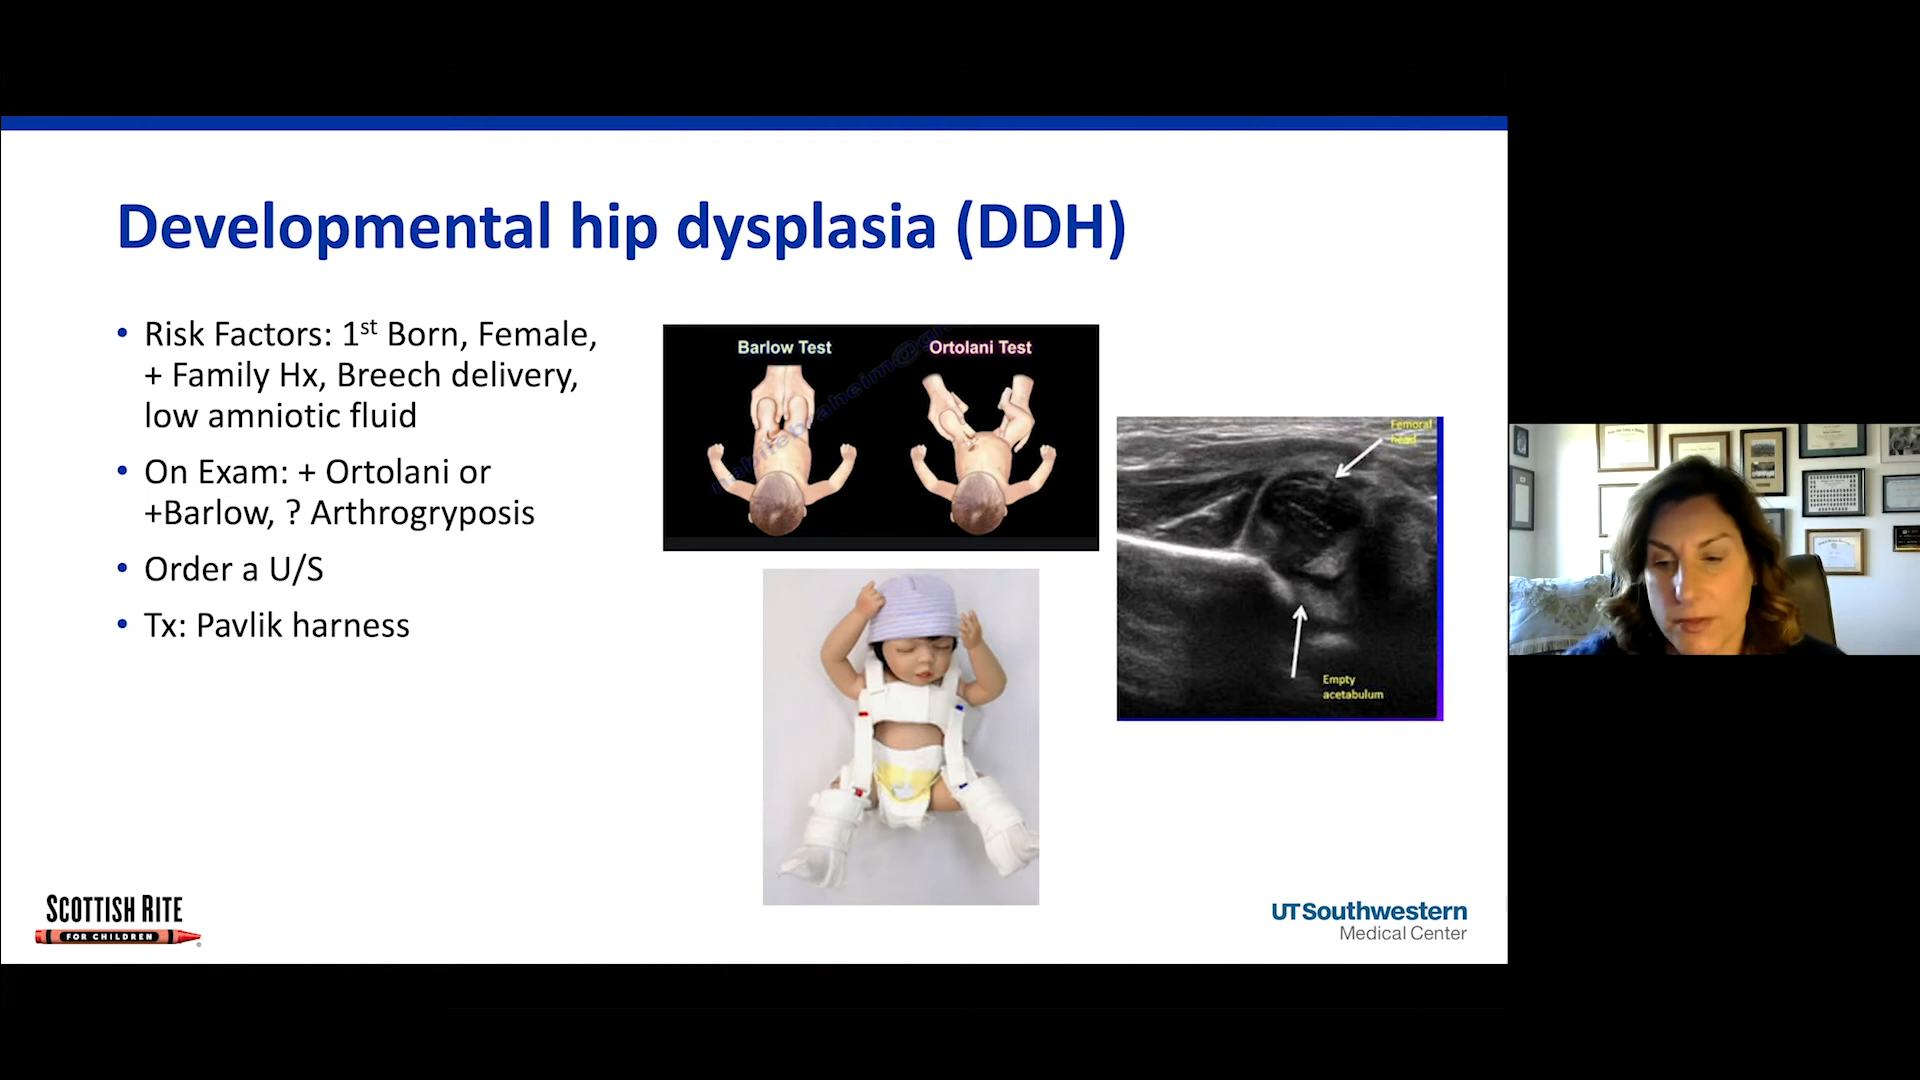 Developmental hip dysplasia (DDH)
• Risk Factors: 1st Born, Female,
+ Family Hx, Breech delivery,
low amniotic fluid
• On Exam: + Ortolani or
+Barlow, ? Arthrogryposis
• Order a U/S
• Tx: Pavlik harness
Barlow Test
Ortolani Test
Femoral
head
Empty
acetabulum
SCOTTISH RITE
FOR CHILDREN
UT Southwestern
Medical Center